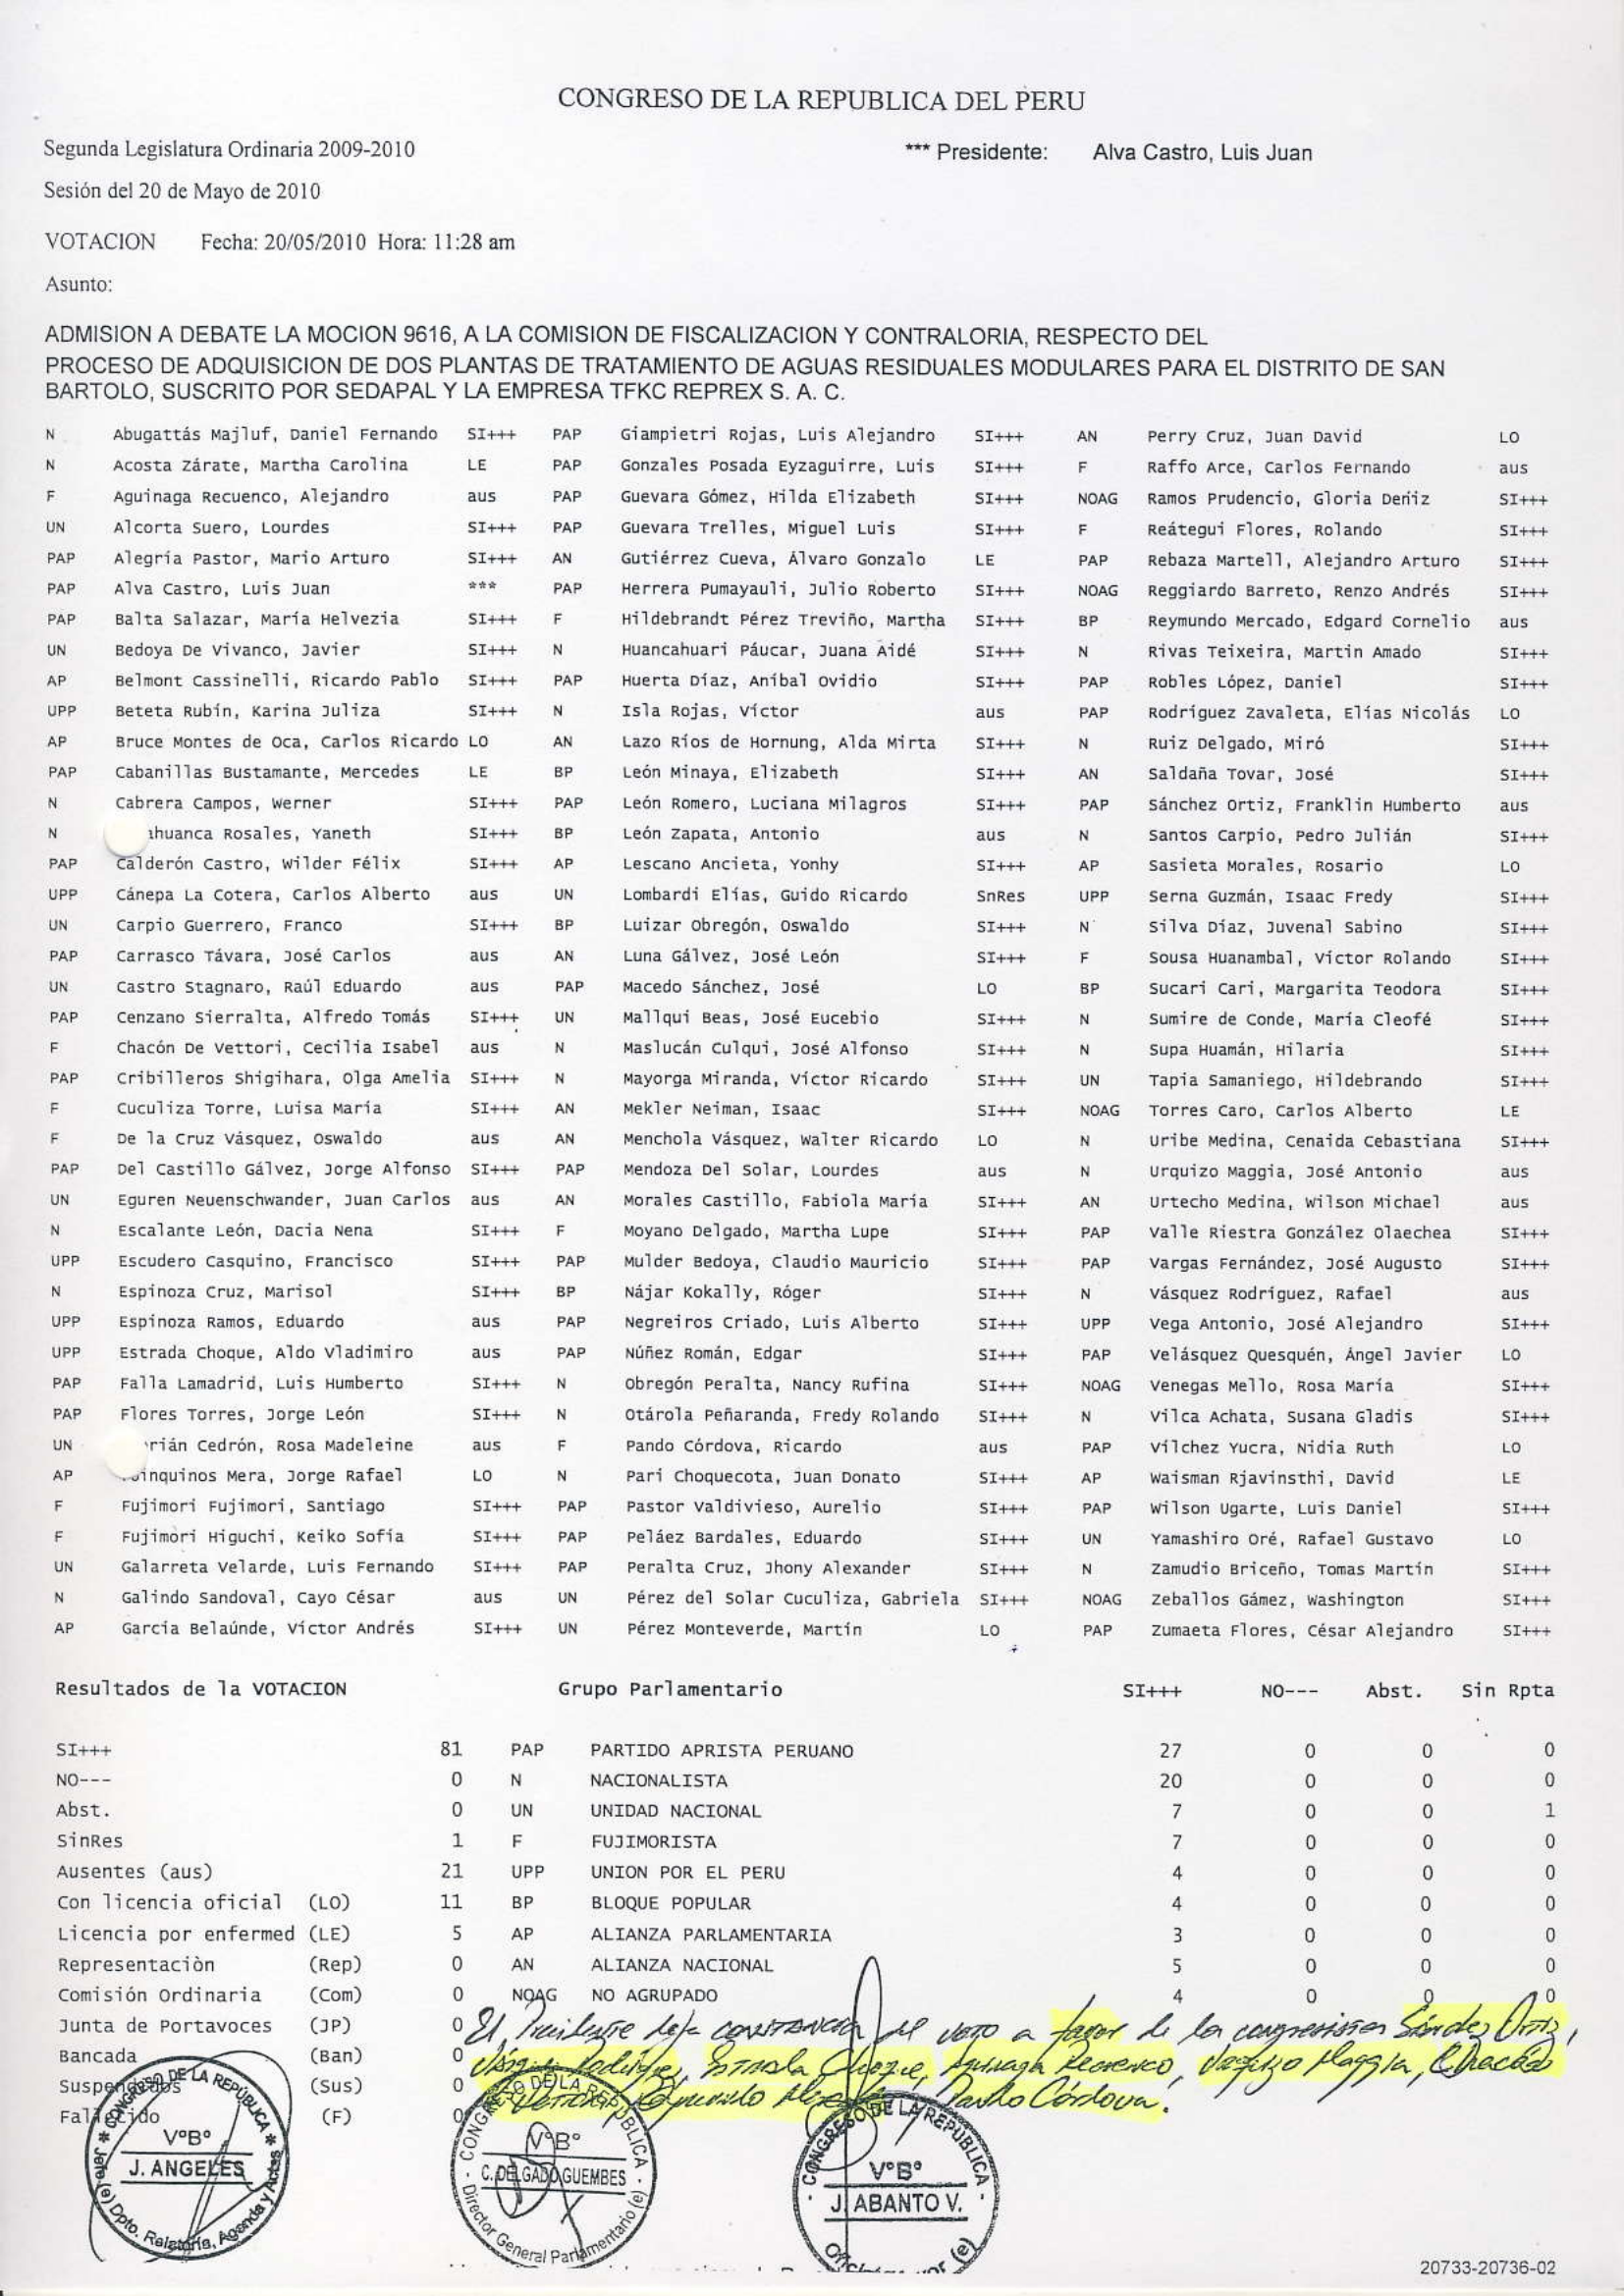 CONGRESO DE LA REPUBLICA DEL PERU
Segunda Legislatura Ordinaria 2009-2010 *** Presidente: Alva Castro, Luis Juan
Sesión del 20 de Mayo de 2010
VOTACION Fecha: 20/05/2010 Hora: 11:28 am
Asunto:
ADMISION A DEBATE LA MOCION 9616, A LA COMISION DE FISCALIZACION Y CONTRALORIA, RESPECTO DEL
PROCESO DE ADQUISICION DE DOS PLANTAS DE TRATAMIENTO DE AGUAS RESIDUALES MODULARES PARA EL DISTRITO DE SAN
BARTOLO, SUSCRITO POR SEDAPAL Y LA EMPRESA TFKC REPREX S. A. C.
N Abugattás Majluf, Daniel Fernando SI+++ PAP Giampietri Rojas, Luis Alejandro SI+++ AN Perry Cruz, Juan David LO
N Acosta Zárate, Martha Carolina LE PAP Gonzales Posada Eyzaguirre, Luis SI+++ F Raffo Arce, Carlos Fernando aus
F Aguinaga Recuenco, Alejandro aus PAP Guevara Gómez, Hilda Elizabeth SI+++ NOAG Ramos Prudencio, Gloria Deniz SI+++
UN Alcorta Suero, Lourdes SI+++ PAP Guevara Trelles, Miguel Luis SI+++ F Reátegui Flores, Rolando SI+++
PAP Alegría Pastor, Mario Arturo SI+++ AN Gutiérrez Cueva, Álvaro Gonzalo LE PAP Rebaza Martell, Alejandro Arturo SI+++
PAP Alva Castro, Luis Juan *** PAP Herrera Pumayauli, Julio Roberto SI+++ NOAG Reggiardo Barreto, Renzo Andrés SI+++
PAP Balta Salazar, María Helvezia SI+++ F Hildebrandt Pérez Treviño, Martha SI+++ BP Reymundo Mercado, Edgard Cornelio aus
UN Bedoya De Vivanco, Javier SI+++ N Huancahuari Páucar, Juana Aidé SI+++ N Rivas Teixeira, Martin Amado SI+++
AP Belmont Cassinelli, Ricardo Pablo SI+++ PAP Huerta Díaz, Aníbal Ovidio SI+++ PAP Robles López, Daniel SI+++
UPP Beteta Rubín, Karina Juliza SI+++ N Isla Rojas, Víctor aus PAP Rodríguez Zavaleta, Elías Nicolás LO
AP Bruce Montes de Oca, Carlos Ricardo LO AN Lazo Ríos de Hornung, Alda Mirta SI+++ N Ruiz Delgado, Miró SI+++
PAP Cabanillas Bustamante, Mercedes LE BP León Minaya, Elizabeth SI+++ AN Saldaña Tovar, José SI+++
N Cabrera Campos, Werner SI+++ PAP León Romero, Luciana Milagros SI+++ PAP Sánchez Ortiz, Franklin Humberto aus
N ahuanca Rosales, Yaneth SI+++ BP León Zapata, Antonio aus N Santos Carpio, Pedro Julián SI+++
PAP Calderón Castro, Wilder Félix SI+++ AP Lescano Ancieta, Yonhy SI+++ AP Sasieta Morales, Rosario LO
UPP Cánepa La Cotera, Carlos Alberto aus UN Lombardi Elías, Guido Ricardo SnRes UPP Serna Guzmán, Isaac Fredy SI+++
UN Carpio Guerrero, Franco SI+++ BP Luizar Obregón, Oswaldo SI+++ N Silva Díaz, Juvenal Sabino SI+++
PAP Carrasco Távara, José Carlos aus AN Luna Gálvez, José León SI+++ F Sousa Huanambal, Víctor Rolando SI+++
UN Castro Stagnaro, Raúl Eduardo aus PAP Macedo Sánchez, José LO BP Sucari Cari, Margarita Teodora SI+++
PAP Cenzano Sierralta, Alfredo Tomás SI+++ UN Mallqui Beas, José Eucebio SI+++ N Sumire de Conde, María Cleofé SI+++
F Chacón De Vettori, Cecilia Isabel aus N Maslucán Culqui, José Alfonso SI+++ N Supa Huamán, Hilaria SI+++
PAP Cribilleros Shigihara, Olga Amelia SI+++ N Mayorga Miranda, Víctor Ricardo SI+++ UN Tapia Samaniego, Hildebrando SI+++
F Cuculiza Torre, Luisa María SI+++ AN Mekler Neiman, Isaac SI+++ NOAG Torres Caro, Carlos Alberto LE
F De la Cruz Vásquez, Oswaldo aus AN Menchola Vásquez, Walter Ricardo LO N Uribe Medina, Cenaida Cebastiana SI+++
PAP Del Castillo Gálvez, Jorge Alfonso SI+++ PAP Mendoza Del Solar, Lourdes aus N Urquizo Maggia, José Antonio aus
UN Eguren Neuenschwander, Juan Carlos aus AN Morales Castillo, Fabiola María SI+++ AN Urtecho Medina, Wilson Michael aus
N Escalante León, Dacia Nena SI+++ F Moyano Delgado, Martha Lupe SI+++ PAP Valle Riestra González Olaechea SI+++
UPP Escudero Casquino, Francisco SI+++ PAP Mulder Bedoya, Claudio Mauricio SI+++ PAP Vargas Fernández, José Augusto SI+++
N Espinoza Cruz, Marisol SI+++ BP Nájar Kokally, Róger SI+++ N Vásquez Rodríguez, Rafael aus
UPP Espinoza Ramos, Eduardo aus PAP Negreiros Criado, Luis Alberto SI+++ UPP Vega Antonio, José Alejandro SI+++
UPP Estrada Choque, Aldo Vladimiro aus PAP Núñez Román, Edgar SI+++ PAP Velásquez Quesquén, Ángel Javier LO
PAP Falla Lamadrid, Luis Humberto SI+++ N Obregón Peralta, Nancy Rufina SI+++ NOAG Venegas Mello, Rosa María SI+++
PAP Flores Torres, Jorge León SI+++ N Otárola Peñaranda, Fredy Rolando SI+++ N Vilca Achata, Susana Gladis SI+++
UN rián Cedrón, Rosa Madeleine aus F Pando Córdova, Ricardo aus PAP Vílchez Yucra, Nidia Ruth LO
AP inquinos Mera, Jorge Rafael LO N Pari Choquecota, Juan Donato SI+++ AP Waisman Rjavinsthi, David LE
F Fujimori Fujimori, Santiago SI+++ PAP Pastor Valdivieso, Aurelio SI+++ PAP Wilson Ugarte, Luis Daniel SI+++
F Fujimori Higuchi, Keiko Sofía SI+++ PAP Peláez Bardales, Eduardo SI+++ UN Yamashiro Oré, Rafael Gustavo LO
UN Galarreta Velarde, Luis Fernando SI+++ PAP Peralta Cruz, Jhony Alexander SI+++ N Zamudio Briceño, Tomas Martín SI+++
N Galindo Sandoval, Cayo César aus UN Pérez del Solar Cuculiza, Gabriela SI+++ NOAG Zeballos Gámez, Washington SI+++
AP García Belaúnde, Víctor Andrés SI+++ UN Pérez Monteverde, Martín LO PAP Zumaeta Flores, César Alejandro SI+++
Resultados de la VOTACION Grupo Parlamentario SI+++ NO--- Abst. Sin Rpta
SI+++ 81 PAP PARTIDO APRISTA PERUANO 27 0 0 0
NO--- 0 N NACIONALISTA 20 0 0 0
Abst. 0 UN UNIDAD NACIONAL 7 0 0 1
SinRes 1 F FUJIMORISTA 7 0 0 0
Ausentes (aus) 21 UPP UNION POR EL PERU 4 0 0 0
Con licencia oficial (LO) 11 BP BLOQUE POPULAR 4 0 0 0
Licencia por enfermed (LE) 5 AP ALIANZA PARLAMENTARIA 3 0 0 0
Representaciòn (Rep) 0 AN ALIANZA NACIONAL 5 0 0 0
Comisión Ordinaria (Com) 0 NOAG NO AGRUPADO 4 0 0 0
Junta de Portavoces (JP) 0 El Presidente deja constancia del voto a favor de los congresistas Sánchez Ortiz,
Bancada (Ban) 0 Vásquez Rodríguez, Estrada Choque, Aguinaga Recuenco, Urquizo Maggia, Chacón
Suspendidos (Sus) 0 De Vettori, Reymundo Mercado, Pando Córdova.
Fallecido (F) 0
CONGRESO DE LA REPÚBLICA
V°B°
J. ANGELES
Jefe (e) Dpto. Relatoría, Agenda y Actas
CONGRESO DE LA REPUBLICA
V°B°
C. DELGADO GUEMBES
Director General Parlamentario (e)
CONGRESO DE LA REPUBLICA
V°B°
J. ABANTO V.
(e)
20733-20736-02